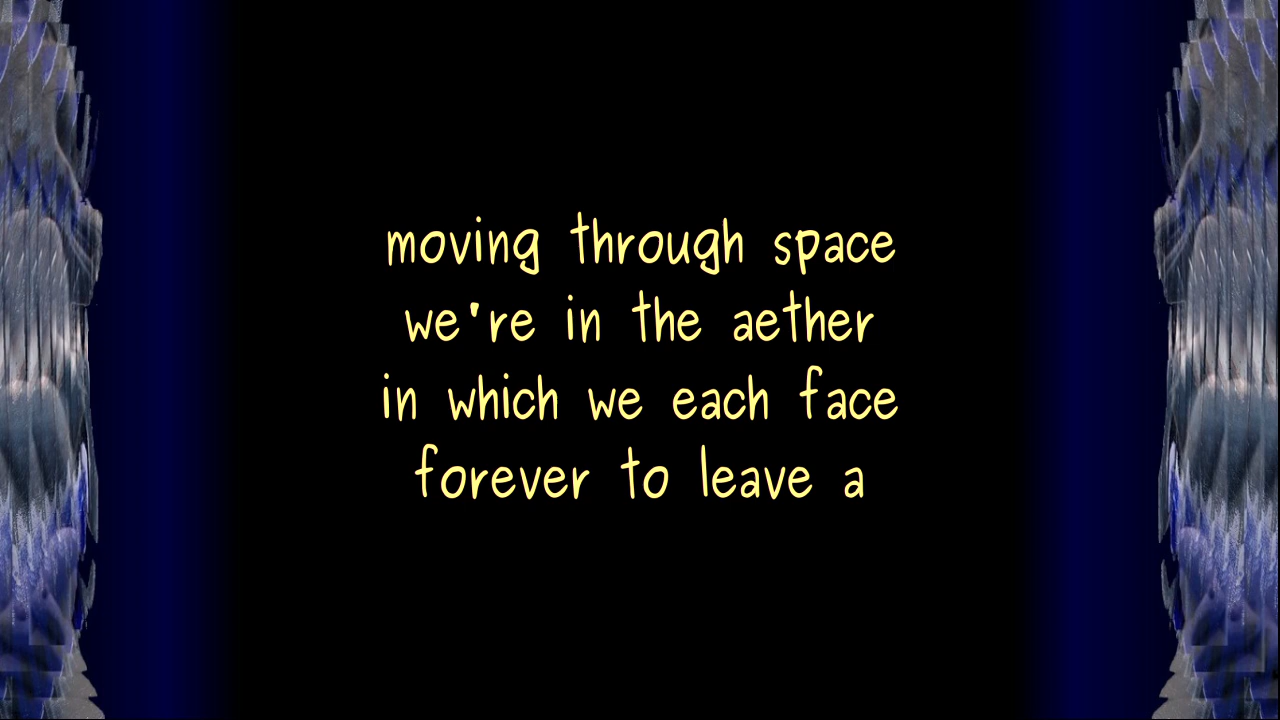 moving through space
we're in the aether
in which we each face
forever to leave a